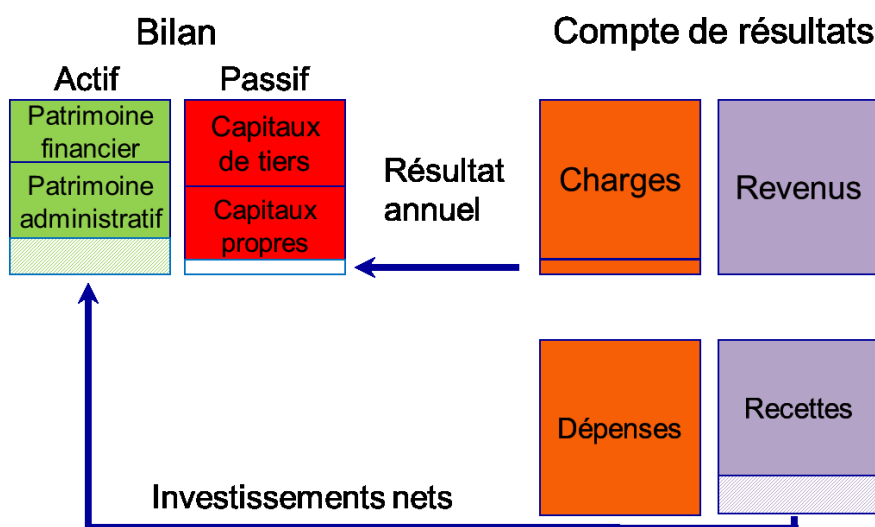 Bilan
Compte de résultats
Actif
Passif
Patrimoine
financier
Patrimoine
administratif
Capitaux
de tiers
Capitaux
propres
Résultat
annuel
Charges
Revenus
Dépenses
Recettes
Investissements nets